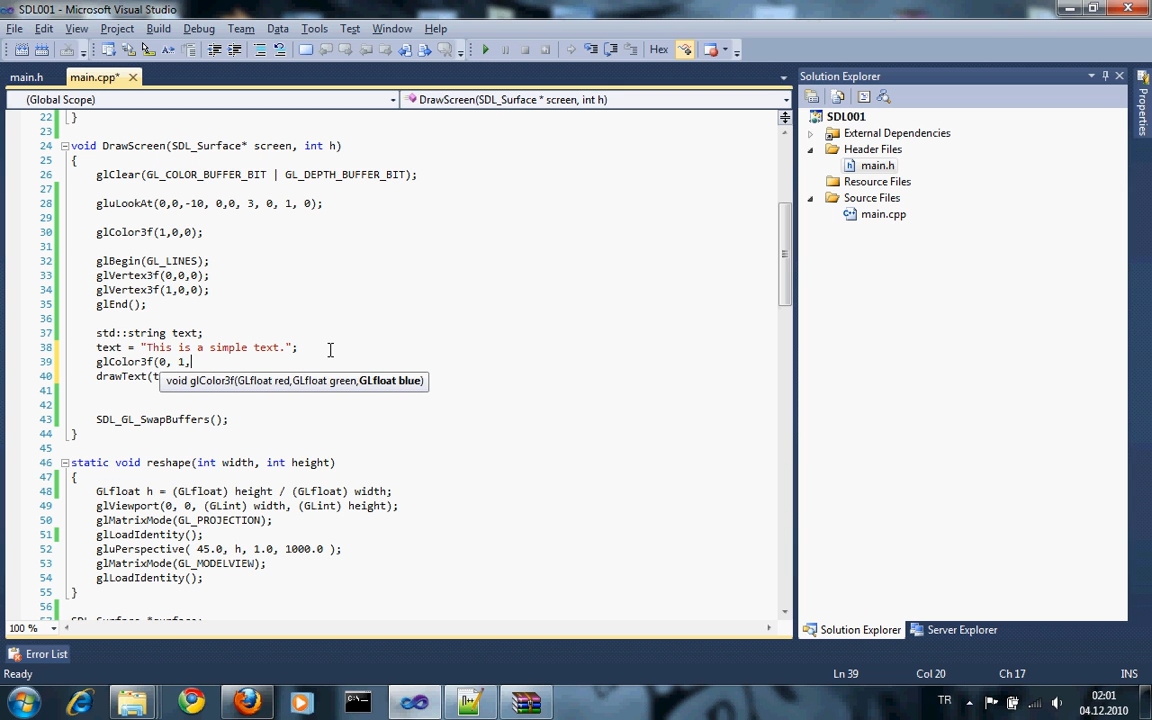 SDL001 - Microsoft Visual Studio
File Edit View Project Build Debug Team Data Tools Test Window Help
Hex
main.h main.cpp*
Solution Explorer
(Global Scope) DrawScreen(SDL_Surface * screen, int h)
22 }
23
24 void DrawScreen(SDL_Surface* screen, int h)
25 {
26 glClear(GL_COLOR_BUFFER_BIT | GL_DEPTH_BUFFER_BIT);
27
28 gluLookAt(0,0,-10, 0,0, 3, 0, 1, 0);
29
30 glColor3f(1,0,0);
31
32 glBegin(GL_LINES);
33 glVertex3f(0,0,0);
34 glVertex3f(1,0,0);
35 glEnd();
36
37 std::string text;
38 text = "This is a simple text.";
39 glColor3f(0, 1,
40 drawText(t
void glColor3f(GLfloat red,GLfloat green,GLfloat blue)
41
42
43 SDL_GL_SwapBuffers();
44 }
45
46 static void reshape(int width, int height)
47 {
48 GLfloat h = (GLfloat) height / (GLfloat) width;
49 glViewport(0, 0, (GLint) width, (GLint) height);
50 glMatrixMode(GL_PROJECTION);
51 glLoadIdentity();
52 gluPerspective( 45.0, h, 1.0, 1000.0 );
53 glMatrixMode(GL_MODELVIEW);
54 glLoadIdentity();
55 }
56
100 %
SDL001
External Dependencies
Header Files
main.h
Resource Files
Source Files
main.cpp
Properties
Solution Explorer Server Explorer
Error List
Ready Ln 39 Col 20 Ch 17 INS
TR 02:01
04.12.2010